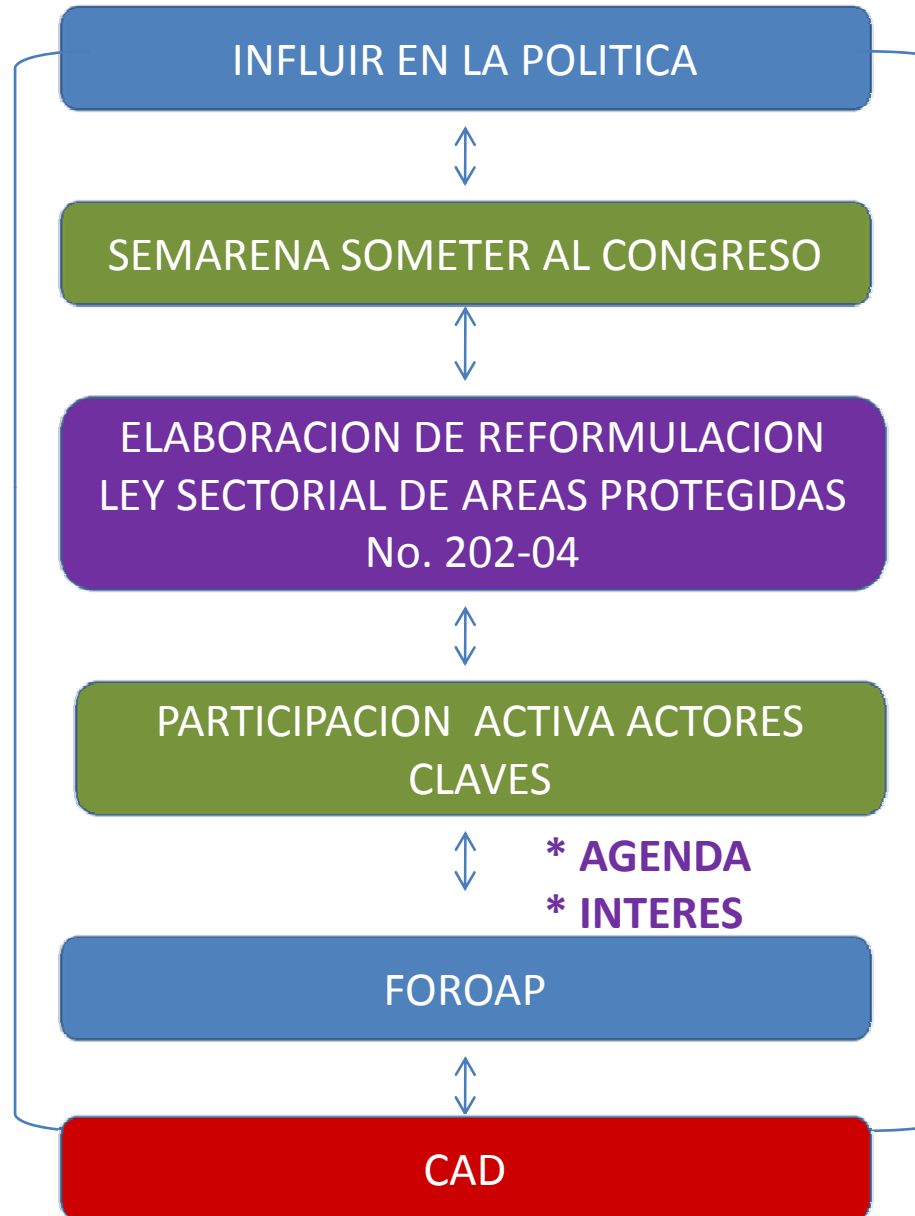 INFLUIR EN LA POLITICA
SEMARENA SOMETER AL CONGRESO
ELABORACION DE REFORMULACION
LEY SECTORIAL DE AREAS PROTEGIDAS
No. 202-04
PARTICIPACION ACTIVA ACTORES
CLAVES
* AGENDA
* INTERES
FOROAP
CAD